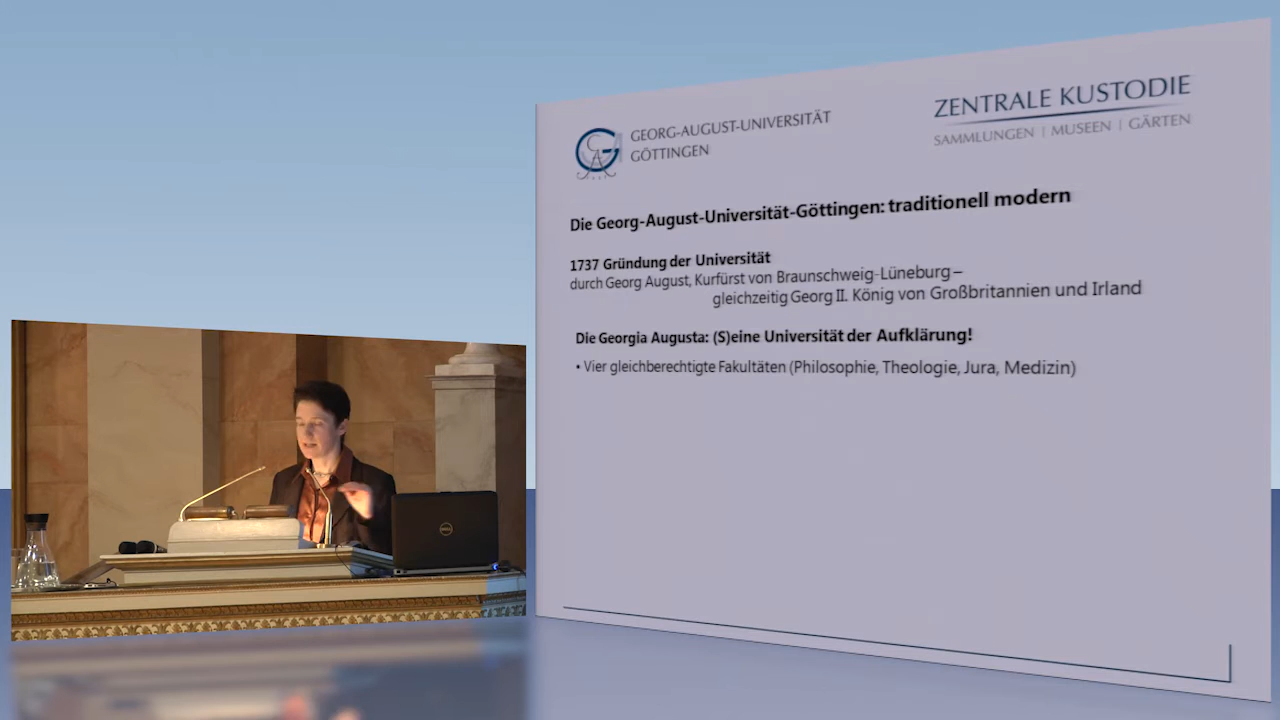 GEORG-AUGUST-UNIVERSITÄT
GÖTTINGEN
ZENTRALE KUSTODIE
SAMMLUNGEN | MUSEEN | GÄRTEN
Die Georg-August-Universität-Göttingen: traditionell modern
1737 Gründung der Universität
durch Georg August, Kurfürst von Braunschweig-Lüneburg –
gleichzeitig Georg II. König von Großbritannien und Irland
Die Georgia Augusta: (S)eine Universität der Aufklärung!
• Vier gleichberechtigte Fakultäten (Philosophie, Theologie, Jura, Medizin)
DELL